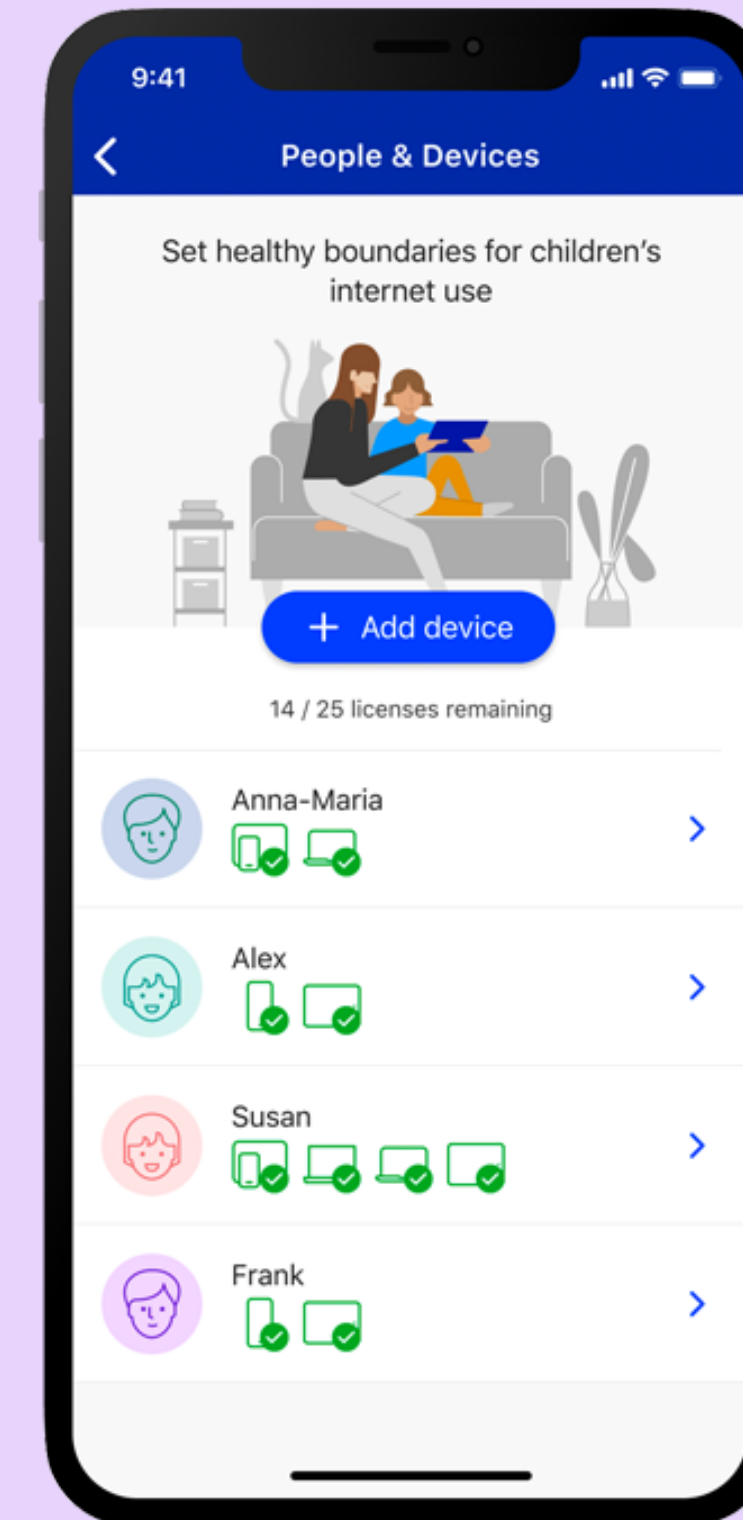 9:41
People & Devices
Set healthy boundaries for children’s
internet use
+ Add device
14 / 25 licenses remaining
Anna-Maria
Alex
Susan
Frank